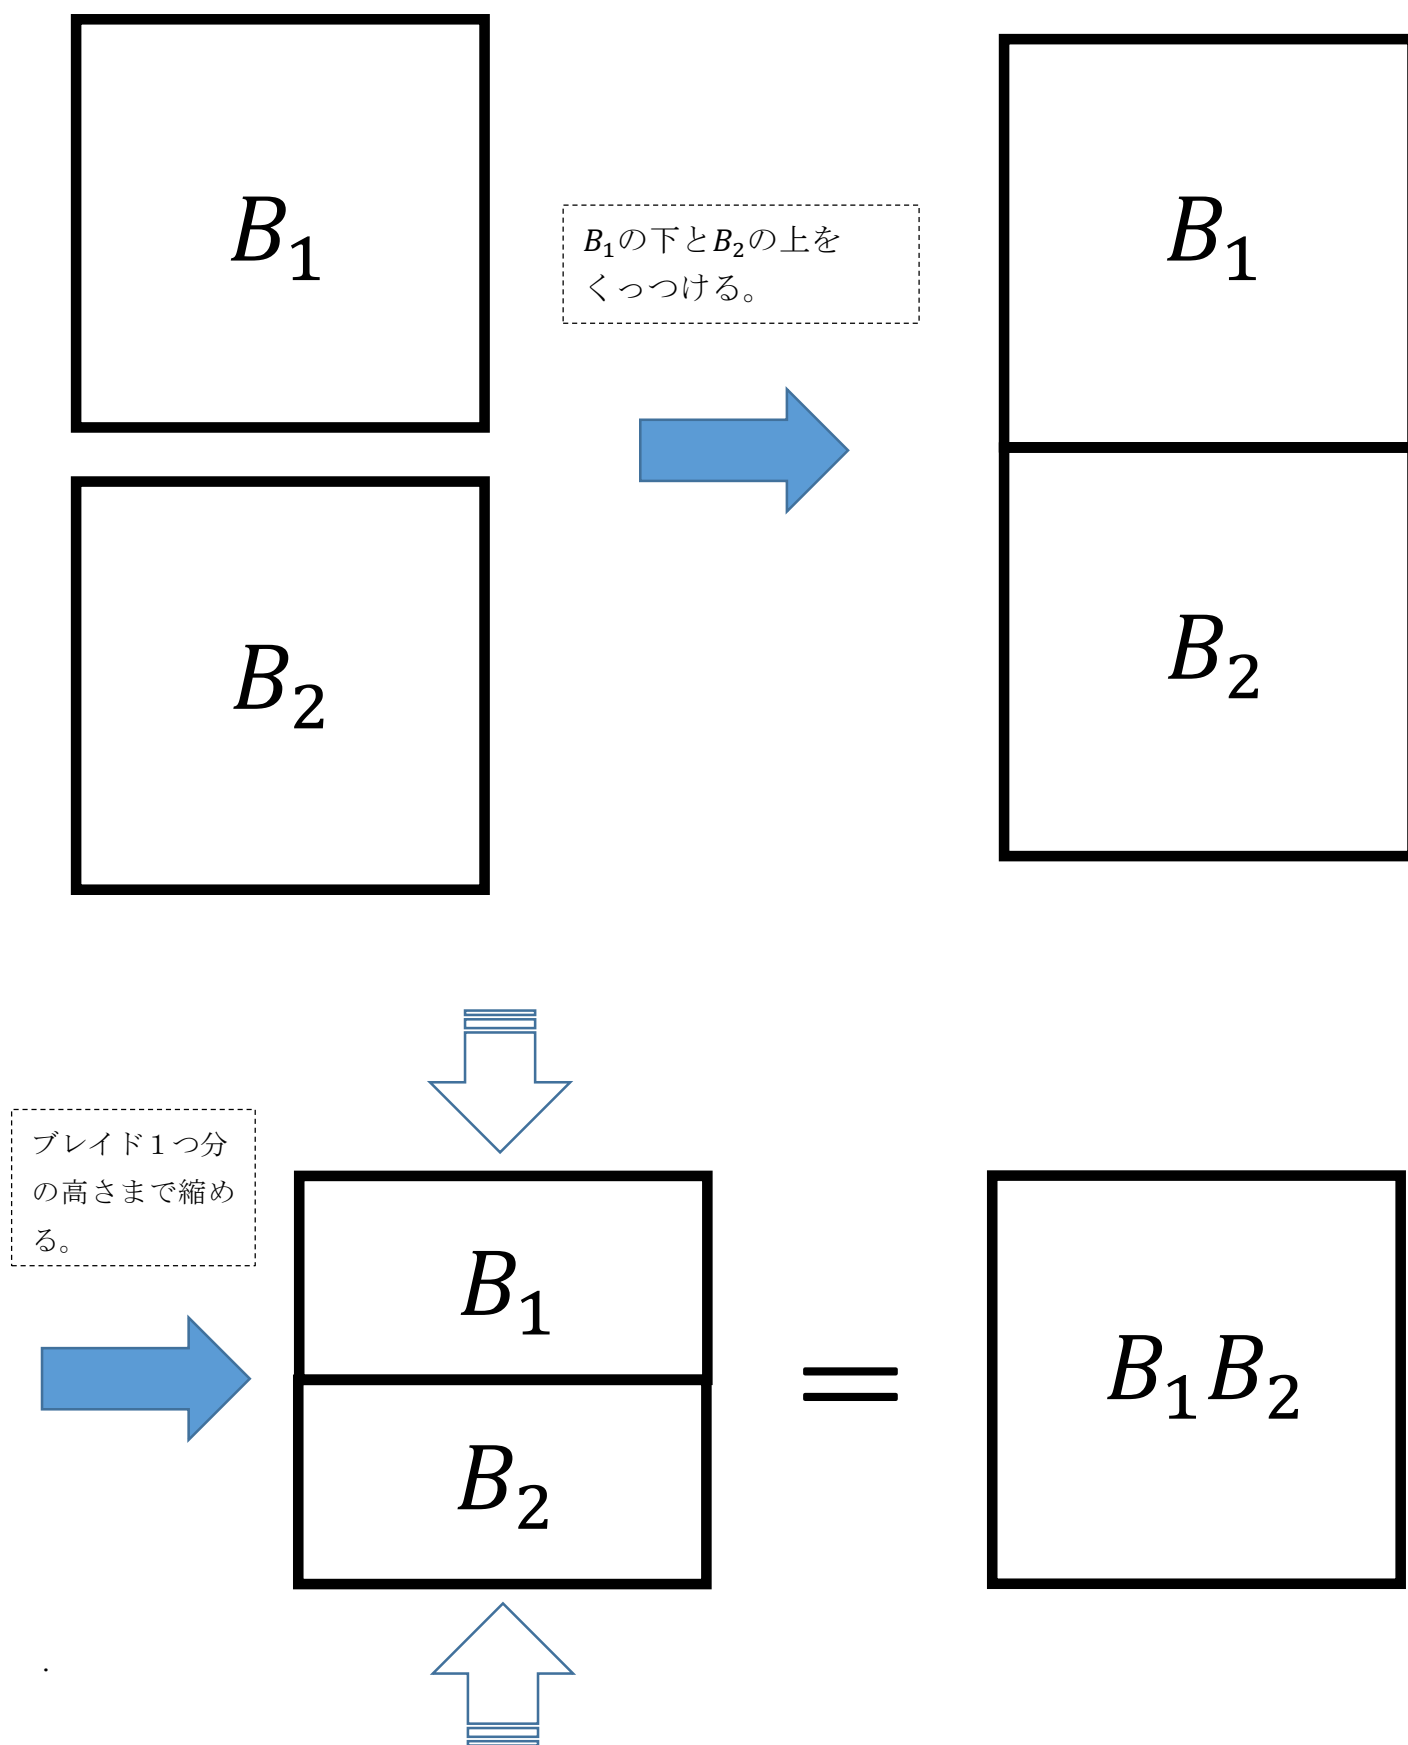 B₁
B₁の下とB₂の上を
くっつける。
B₁
B₂
B₂
ブレイド１つ分
の高さまで縮め
る。
B₁
B₂
=
B₁B₂
.